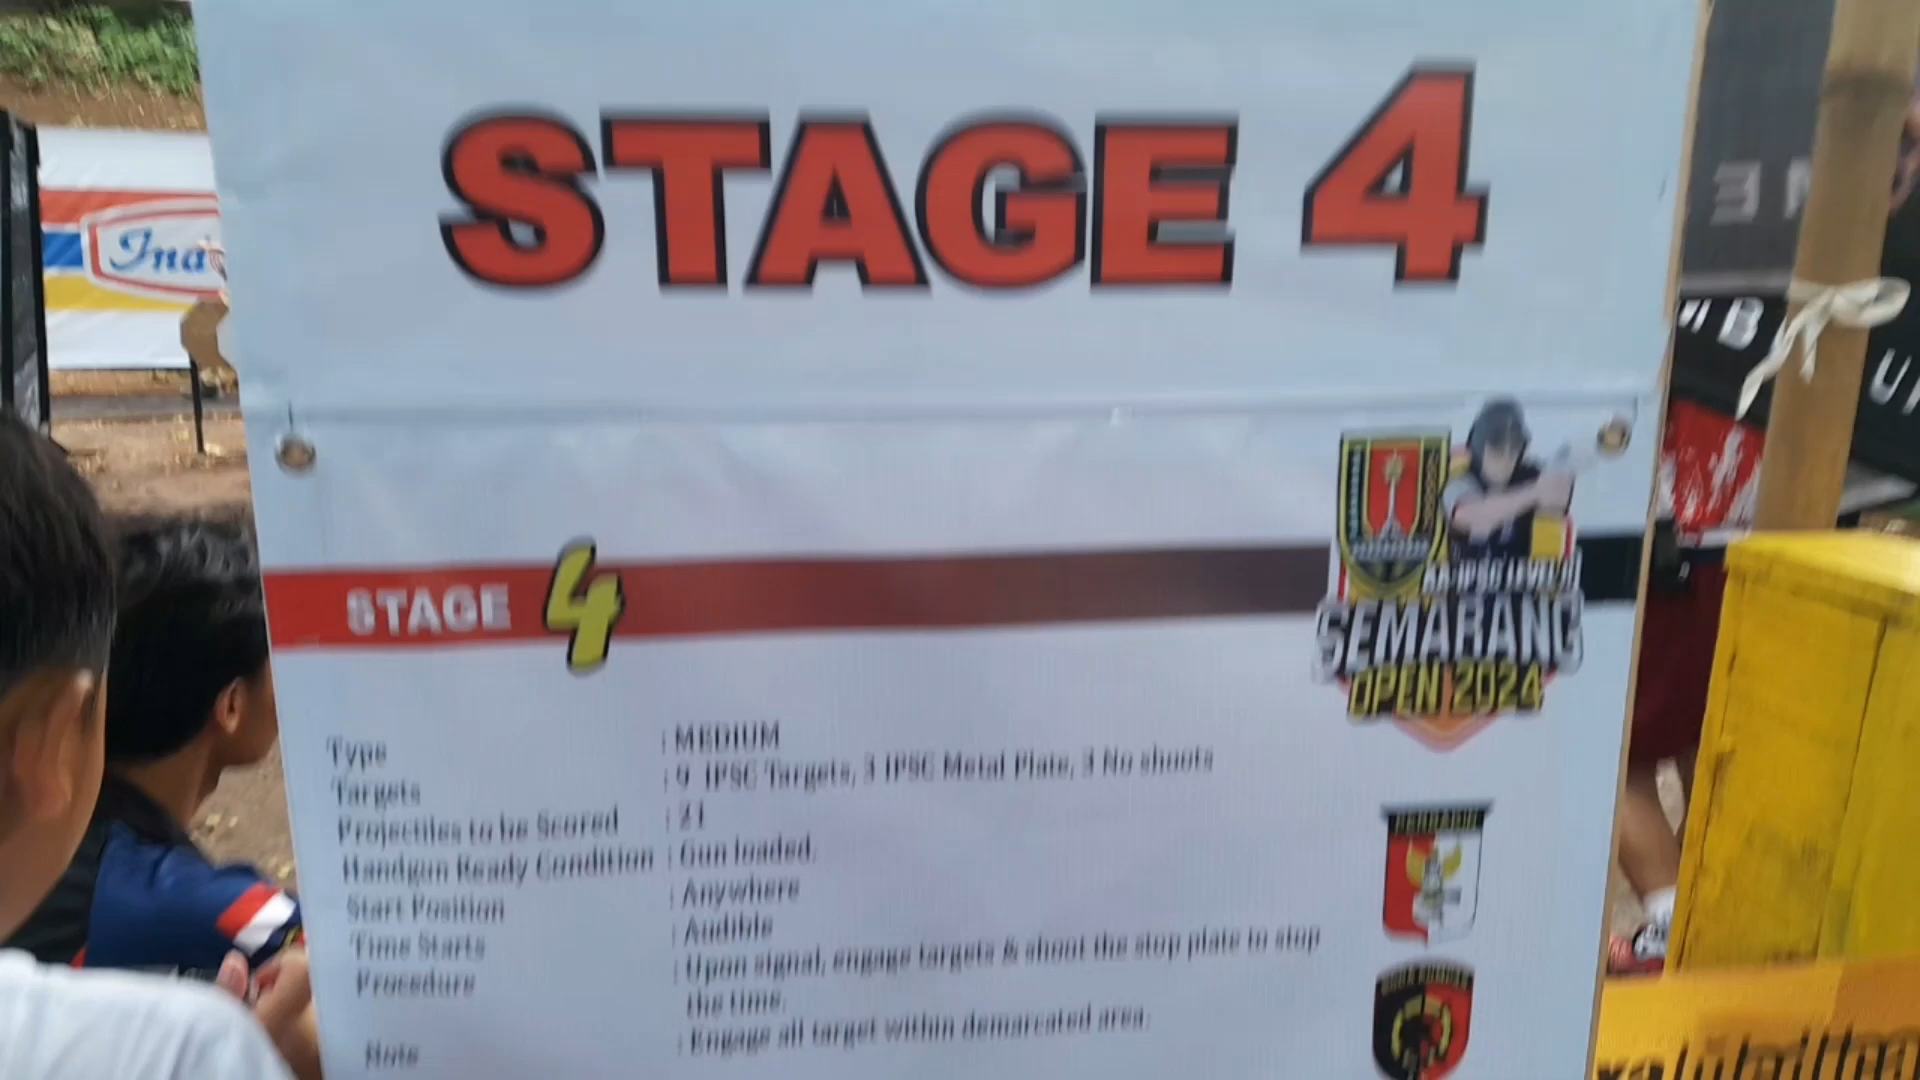 STAGE 4
STAGE 4
AA-IPSC LEVEL II
SEMARANG
OPEN 2024
Type : MEDIUM
Targets : 9 IPSC Targets, 3 IPSC Metal Plate, 3 No shoots
Projectiles to be Scored : 21
Handgun Ready Condition : Gun loaded.
Start Position : Anywhere
Time Starts : Audible
Procedure : Upon signal, engage targets & shoot the stop plate to stop
the time.
Note : Engage all target within demarcated area.
PERBAKIN